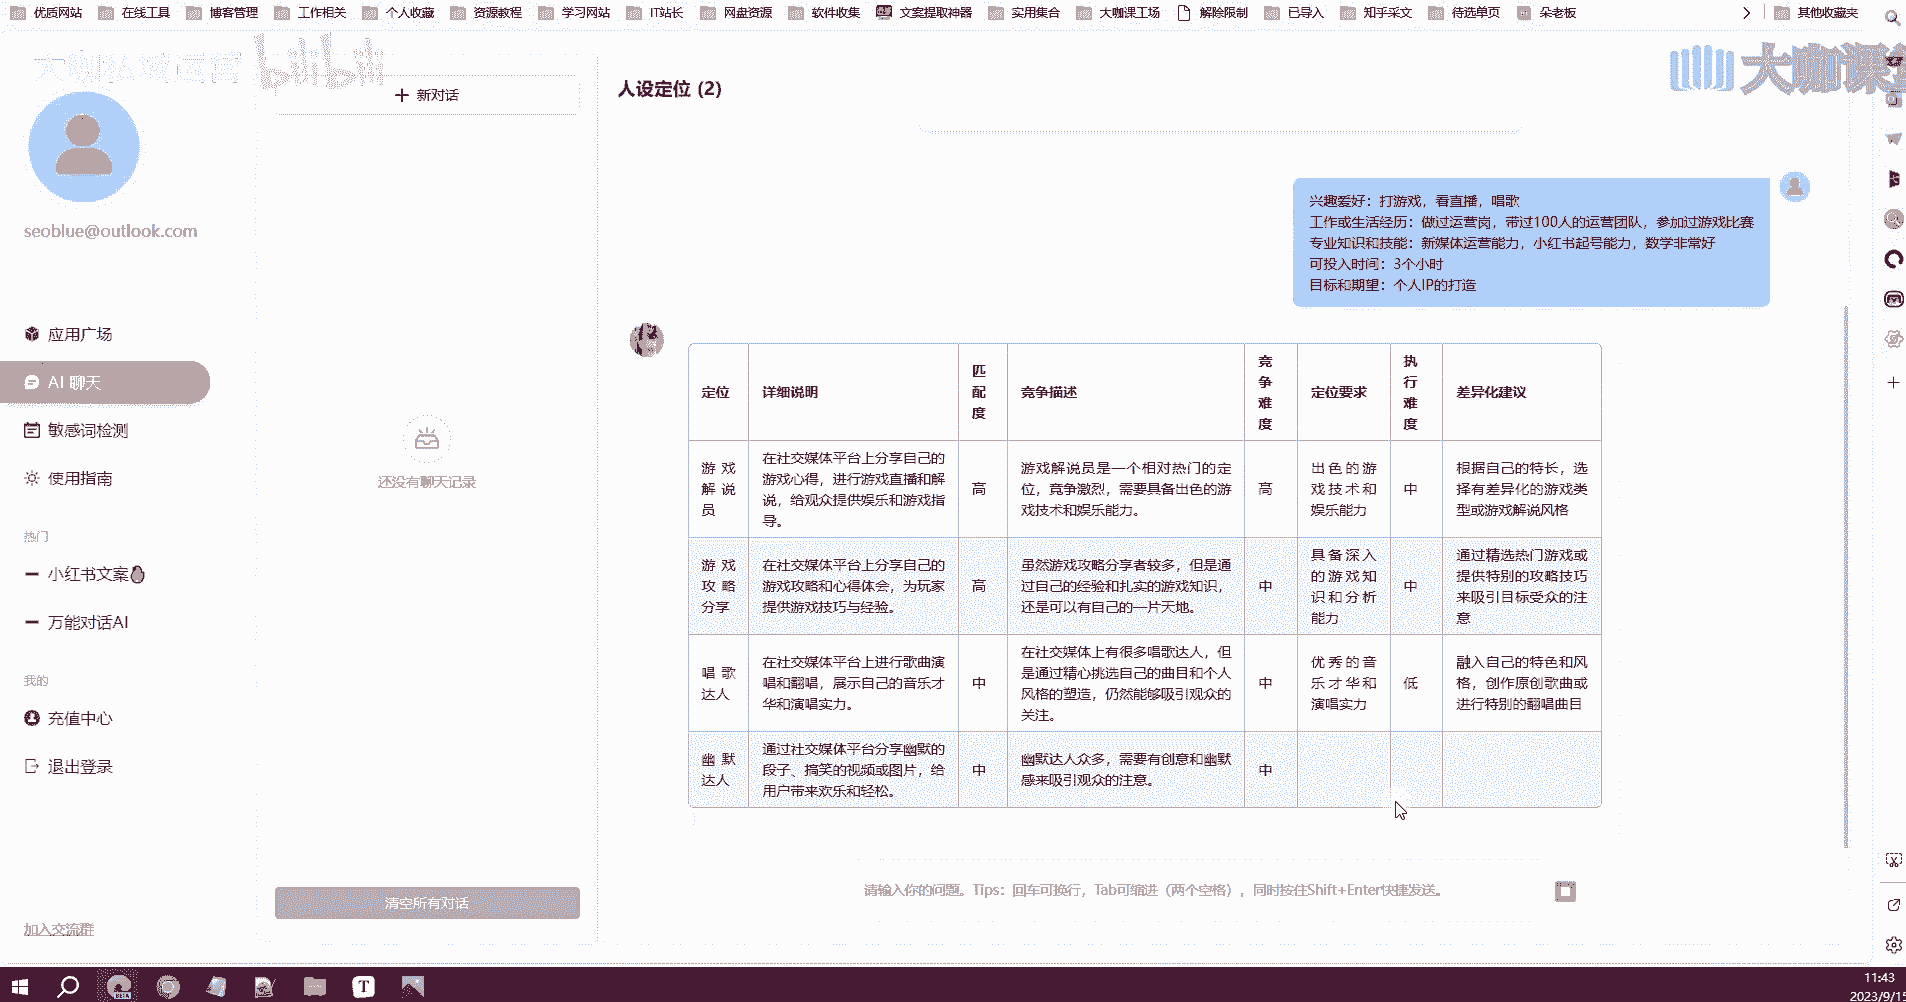 优质网站 在线工具 博客管理 工作相关 个人收藏 资源教程 学习网站 IT站长 网盘资源 软件收集 文案提取神器 实用集合 大咖课工场 解除限制 已导入 知乎采文 待选单页 朵老板 其他收藏夹
大咖私域运营 bilibili
大咖课
新对话
人设定位 (2)
seoblue@outlook.com
应用广场
AI 聊天
敏感词检测
使用指南
热门
小红书文案
万能对话AI
我的
充值中心
退出登录
加入交流群
还没有聊天记录
清空所有对话
兴趣爱好：打游戏，看直播，唱歌
工作或生活经历：做过运营岗，带过100人的运营团队，参加过游戏比赛
专业知识和技能：新媒体运营能力，小红书起号能力，数学非常好
可投入时间：3个小时
目标和期望：个人IP的打造
定位 详细说明 匹配度 竞争描述 竞争难度 定位要求 执行难度 差异化建议
游戏解说员 在社交媒体平台上分享自己的游戏心得，进行游戏直播和解说，给观众提供娱乐和游戏指导。 高 游戏解说员是一个相对热门的定位，竞争激烈，需要具备出色的游戏技术和娱乐能力。 高 出色的游戏技术和娱乐能力 中 根据自己的特长，选择有差异化的游戏类型或游戏解说风格
游戏攻略分享 在社交媒体平台上分享自己的游戏攻略和心得体会，为玩家提供游戏技巧与经验。 高 虽然游戏攻略分享者较多，但是通过自己的经验和扎实的游戏知识，还是可以有自己的一片天地。 中 具备深入的游戏知识和分析能力 中 通过精选热门游戏或提供特别的攻略技巧来吸引目标受众的注意
唱歌达人 在社交媒体平台上进行歌曲演唱和翻唱，展示自己的音乐才华和演唱实力。 中 在社交媒体上有很多唱歌达人，但是通过精心挑选自己的曲目和个人风格的塑造，仍然能够吸引观众的关注。 中 优秀的音乐才华和演唱实力 低 融入自己的特色和风格，创作原创歌曲或进行特别的翻唱曲目
幽默达人 通过社交媒体平台分享幽默的段子、搞笑的视频或图片，给用户带来欢乐和轻松。 中 幽默达人众多，需要有创意和幽默感来吸引观众的注意。 中
请输入你的问题。Tips：回车可换行，Tab可缩进（两个空格），同时按住Shift+Enter快捷发送。
BETA
T
11:43
2023/9/15